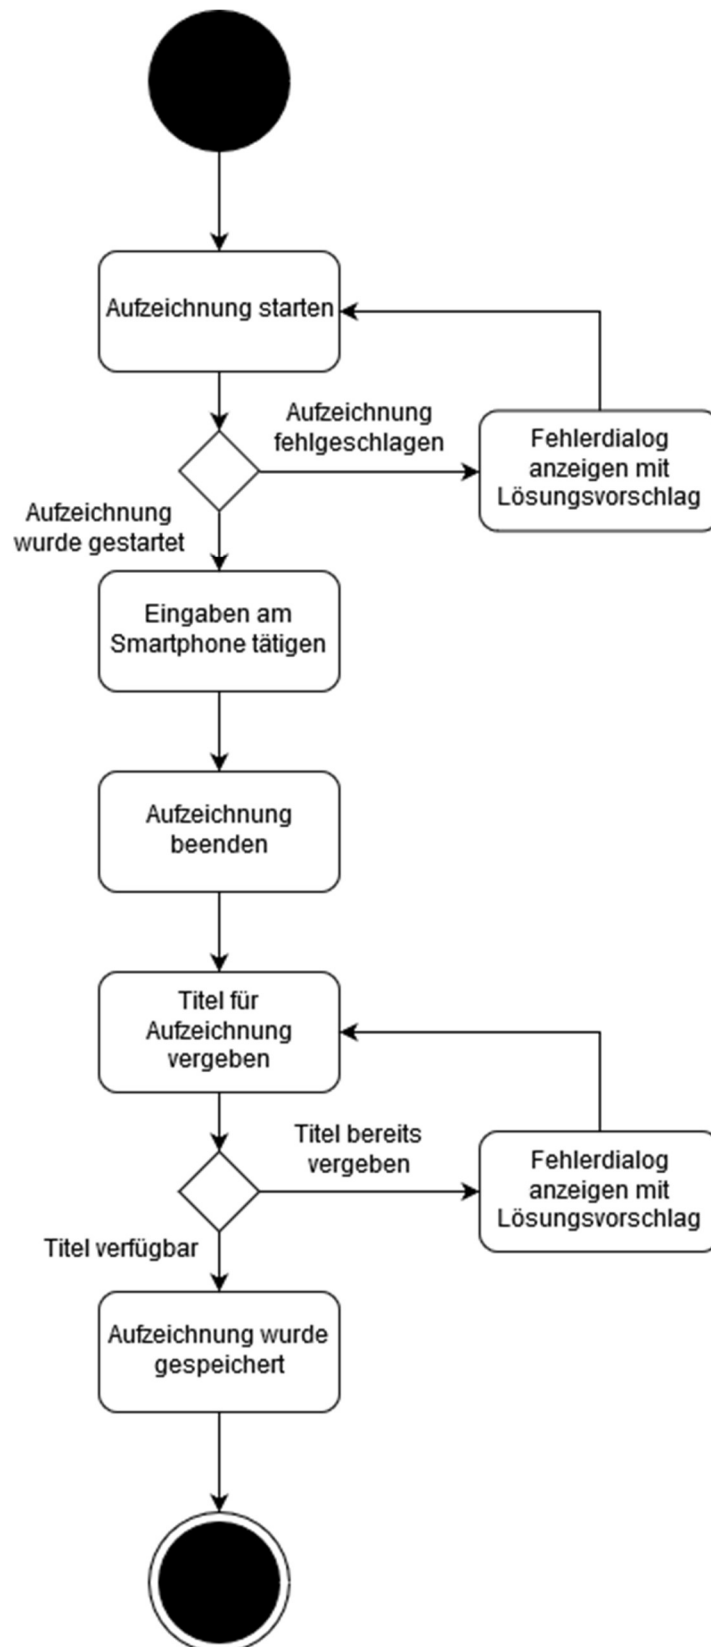 Aufzeichnung starten
Aufzeichnung
fehlgeschlagen
Fehlerdialog
anzeigen mit
Lösungsvorschlag
Aufzeichnung
wurde gestartet
Eingaben am
Smartphone tätigen
Aufzeichnung
beenden
Titel für
Aufzeichnung
vergeben
Titel bereits
vergeben
Fehlerdialog
anzeigen mit
Lösungsvorschlag
Titel verfügbar
Aufzeichnung wurde
gespeichert